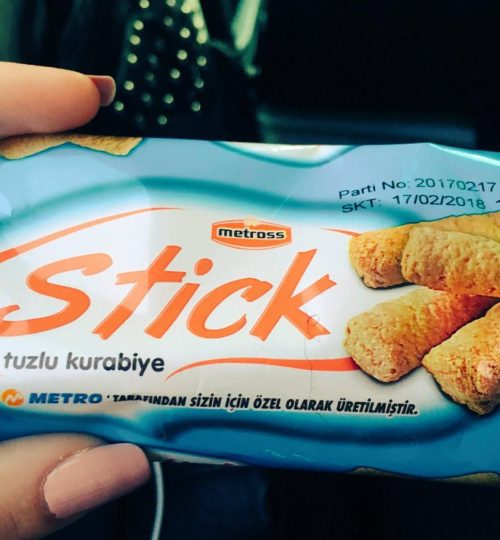 Parti No: 20170217
SKT: 17/02/2018
metross
Stick
tuzlu kurabiye
METRO ' TARAFINDAN SİZİN İÇİN ÖZEL OLARAK ÜRETİLMİŞTİR.